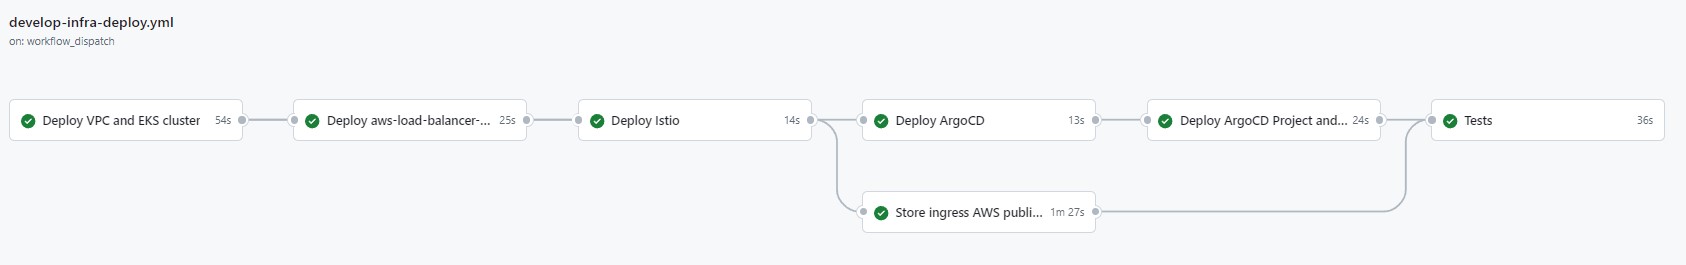 develop-infra-deploy.yml
on: workflow_dispatch
Deploy VPC and EKS cluster 54s
Deploy aws-load-balancer-... 25s
Deploy Istio 14s
Deploy ArgoCD 13s
Deploy ArgoCD Project and... 24s
Tests 36s
Store ingress AWS publi... 1m 27s